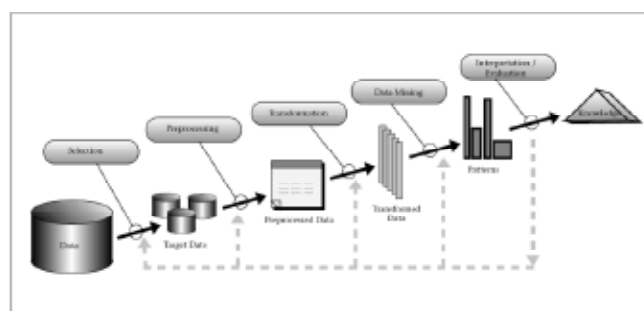 Interpretation /
Evaluation
Data Mining
Transformation
Preprocessing
Selection
Knowledge
Patterns
Transformed
Data
Preprocessed Data
Target Data
Data